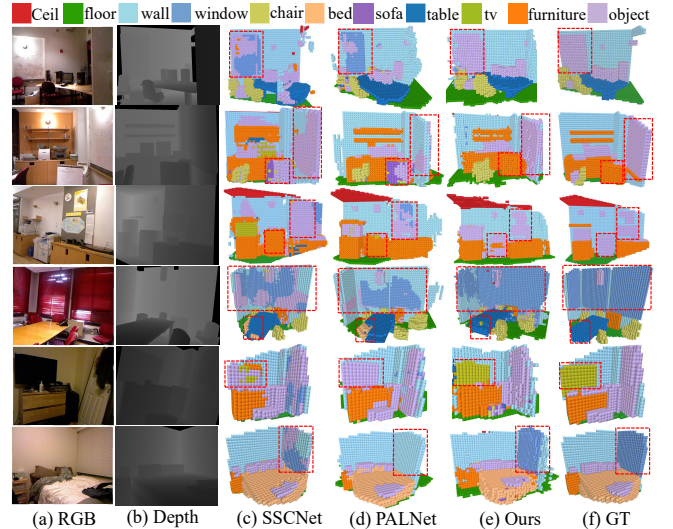 Ceil floor wall window chair bed sofa table tv furniture object
(a) RGB (b) Depth (c) SSCNet (d) PALNet (e) Ours (f) GT